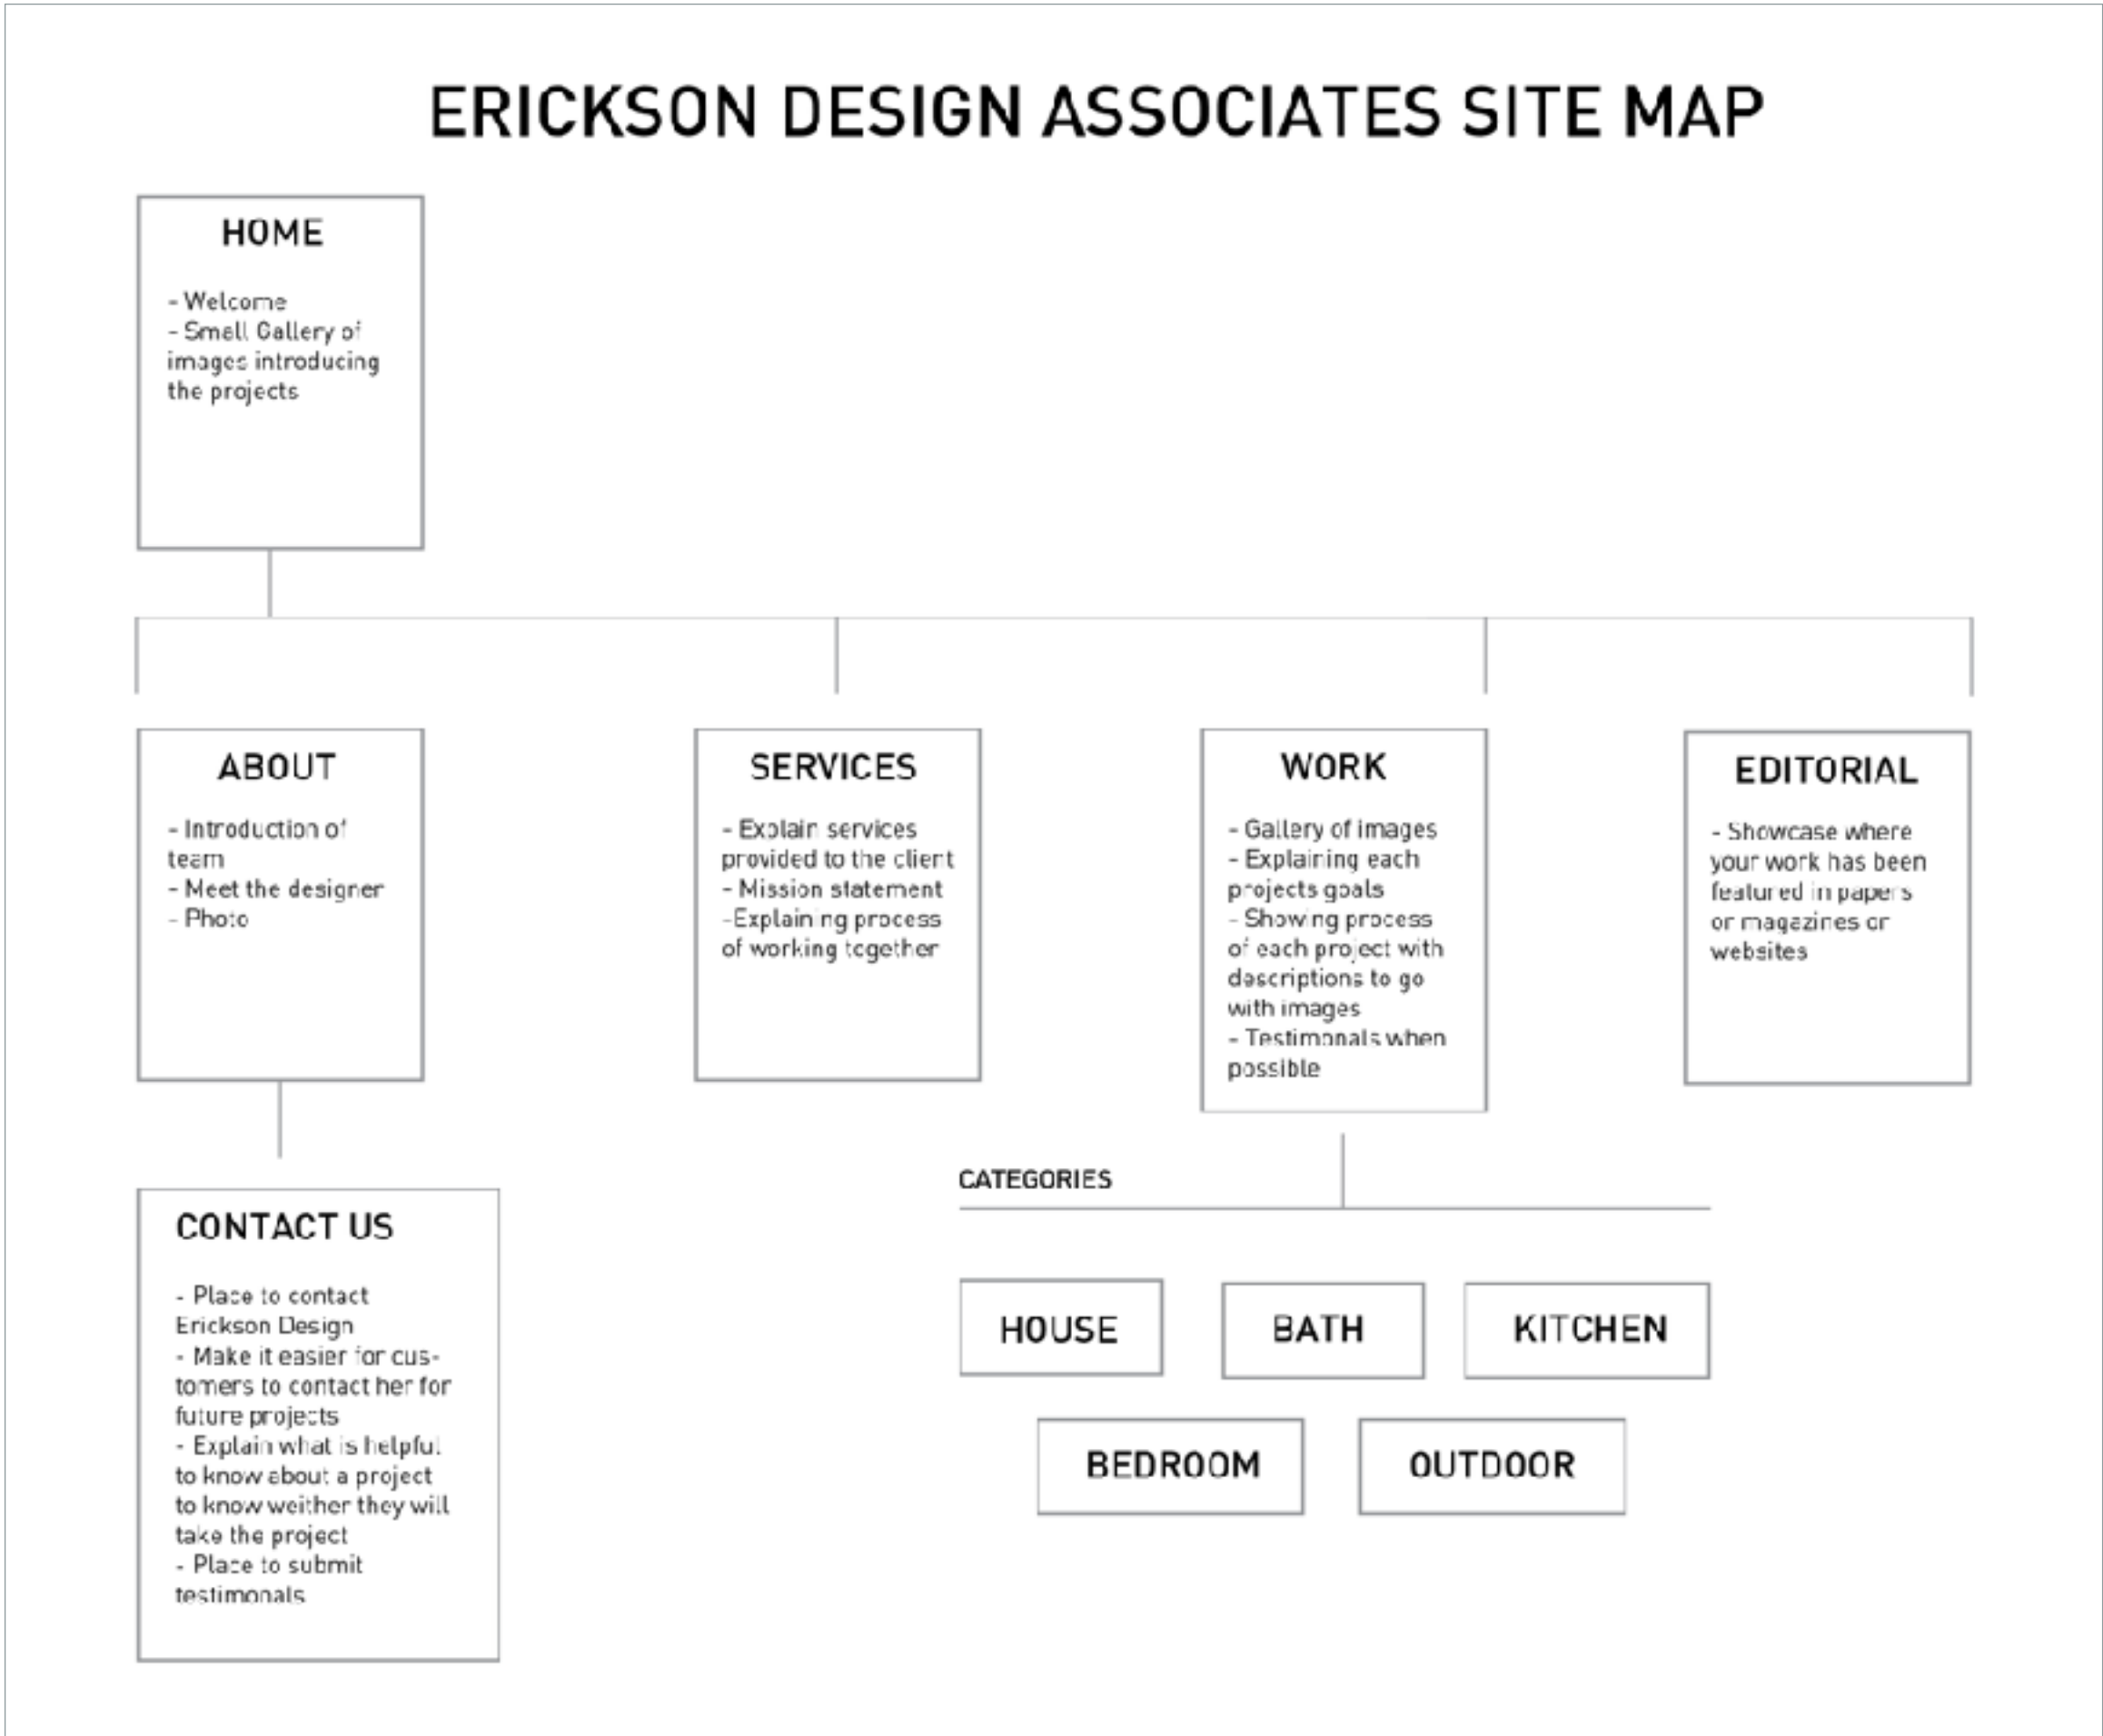 ERICKSON DESIGN ASSOCIATES SITE MAP
HOME
- Welcome
- Small Gallery of
images introducing
the projects
ABOUT
- Introduction of
team
- Meet the designer
- Photo
SERVICES
- Explain services
provided to the client
- Mission statement
-Explaining process
of working together
WORK
- Gallery of images
- Explaining each
projects goals
- Showing process
of each project with
descriptions to go
with images
- Testimonals when
possible
EDITORIAL
- Showcase where
your work has been
featured in papers
or magazines or
websites
CONTACT US
- Place to contact
Erickson Design
- Make it easier for cus-
tomers to contact her for
future projects
- Explain what is helpful
to know about a project
to know weither they will
take the project
- Place to submit
testimonals
CATEGORIES
HOUSE
BATH
KITCHEN
BEDROOM
OUTDOOR